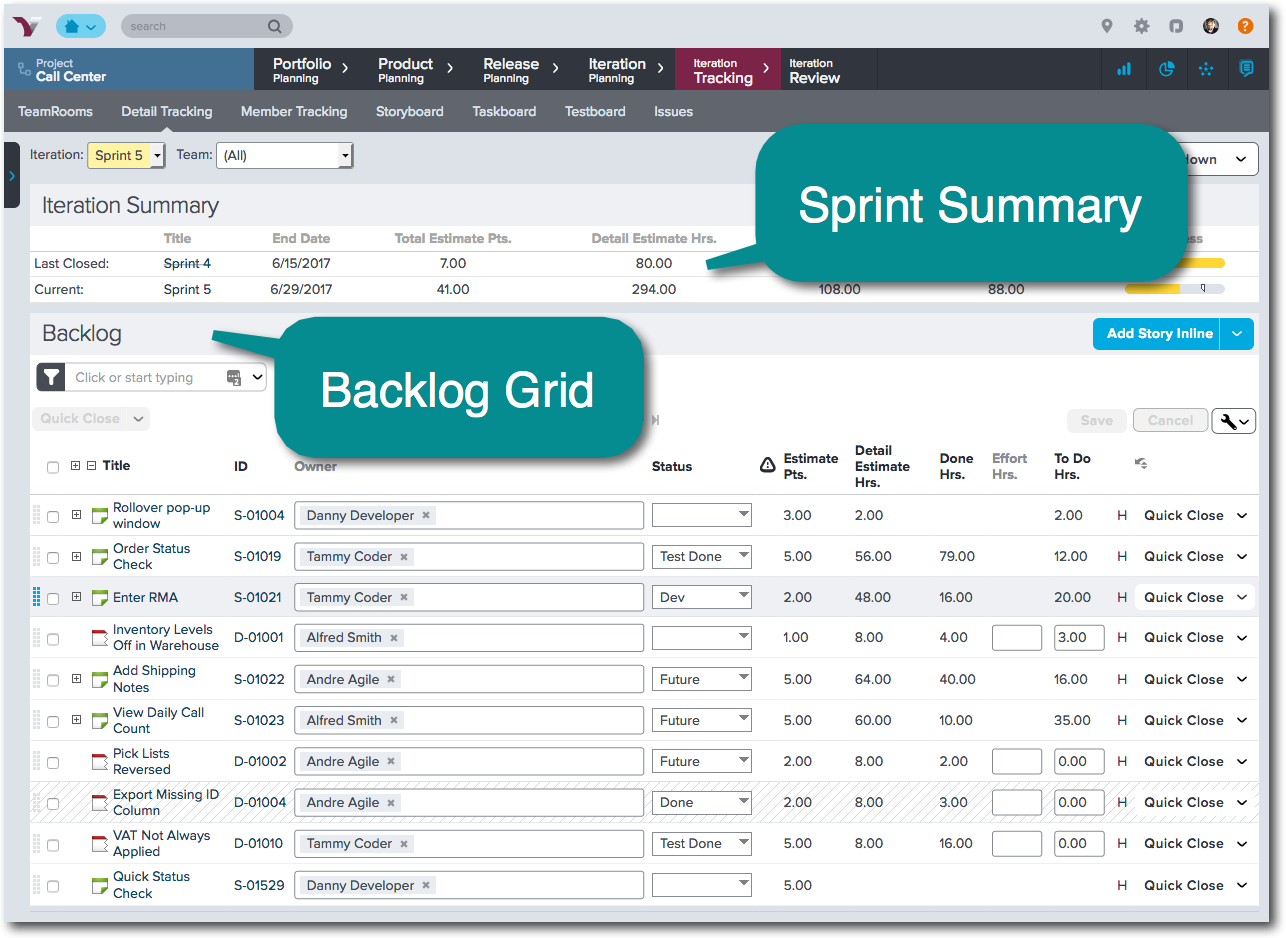 search
?
Project
Call Center
Portfolio
Planning
Product
Planning
Release
Planning
Iteration
Planning
Iteration
Tracking
Iteration
Review
TeamRooms Detail Tracking Member Tracking Storyboard Taskboard Testboard Issues
Iteration: Sprint 5 Team: (All)
Sprint Summary
Iteration Summary
Title End Date Total Estimate Pts. Detail Estimate Hrs.
Last Closed: Sprint 4 6/15/2017 7.00 80.00
Current: Sprint 5 6/29/2017 41.00 294.00 108.00 88.00
Backlog
Add Story Inline
Backlog Grid
Click or start typing
Quick Close
Save Cancel
Title ID Owner Status Estimate Pts. Detail Estimate Hrs. Done Hrs. Effort Hrs. To Do Hrs.
Rollover pop-up window S-01004 Danny Developer × 3.00 2.00 2.00 H Quick Close
Order Status Check S-01019 Tammy Coder × Test Done 5.00 56.00 79.00 12.00 H Quick Close
Enter RMA S-01021 Tammy Coder × Dev 2.00 48.00 16.00 20.00 H Quick Close
Inventory Levels Off in Warehouse D-01001 Alfred Smith × 1.00 8.00 4.00 3.00 H Quick Close
Add Shipping Notes S-01022 Andre Agile × Future 5.00 64.00 40.00 16.00 H Quick Close
View Daily Call Count S-01023 Alfred Smith × Future 5.00 60.00 10.00 35.00 H Quick Close
Pick Lists Reversed D-01002 Andre Agile × Future 2.00 8.00 2.00 0.00 H Quick Close
Export Missing ID Column D-01004 Andre Agile × Done 2.00 8.00 3.00 0.00 H Quick Close
VAT Not Always Applied D-01010 Tammy Coder × Test Done 5.00 8.00 16.00 0.00 H Quick Close
Quick Status Check S-01529 Danny Developer × 5.00 H Quick Close